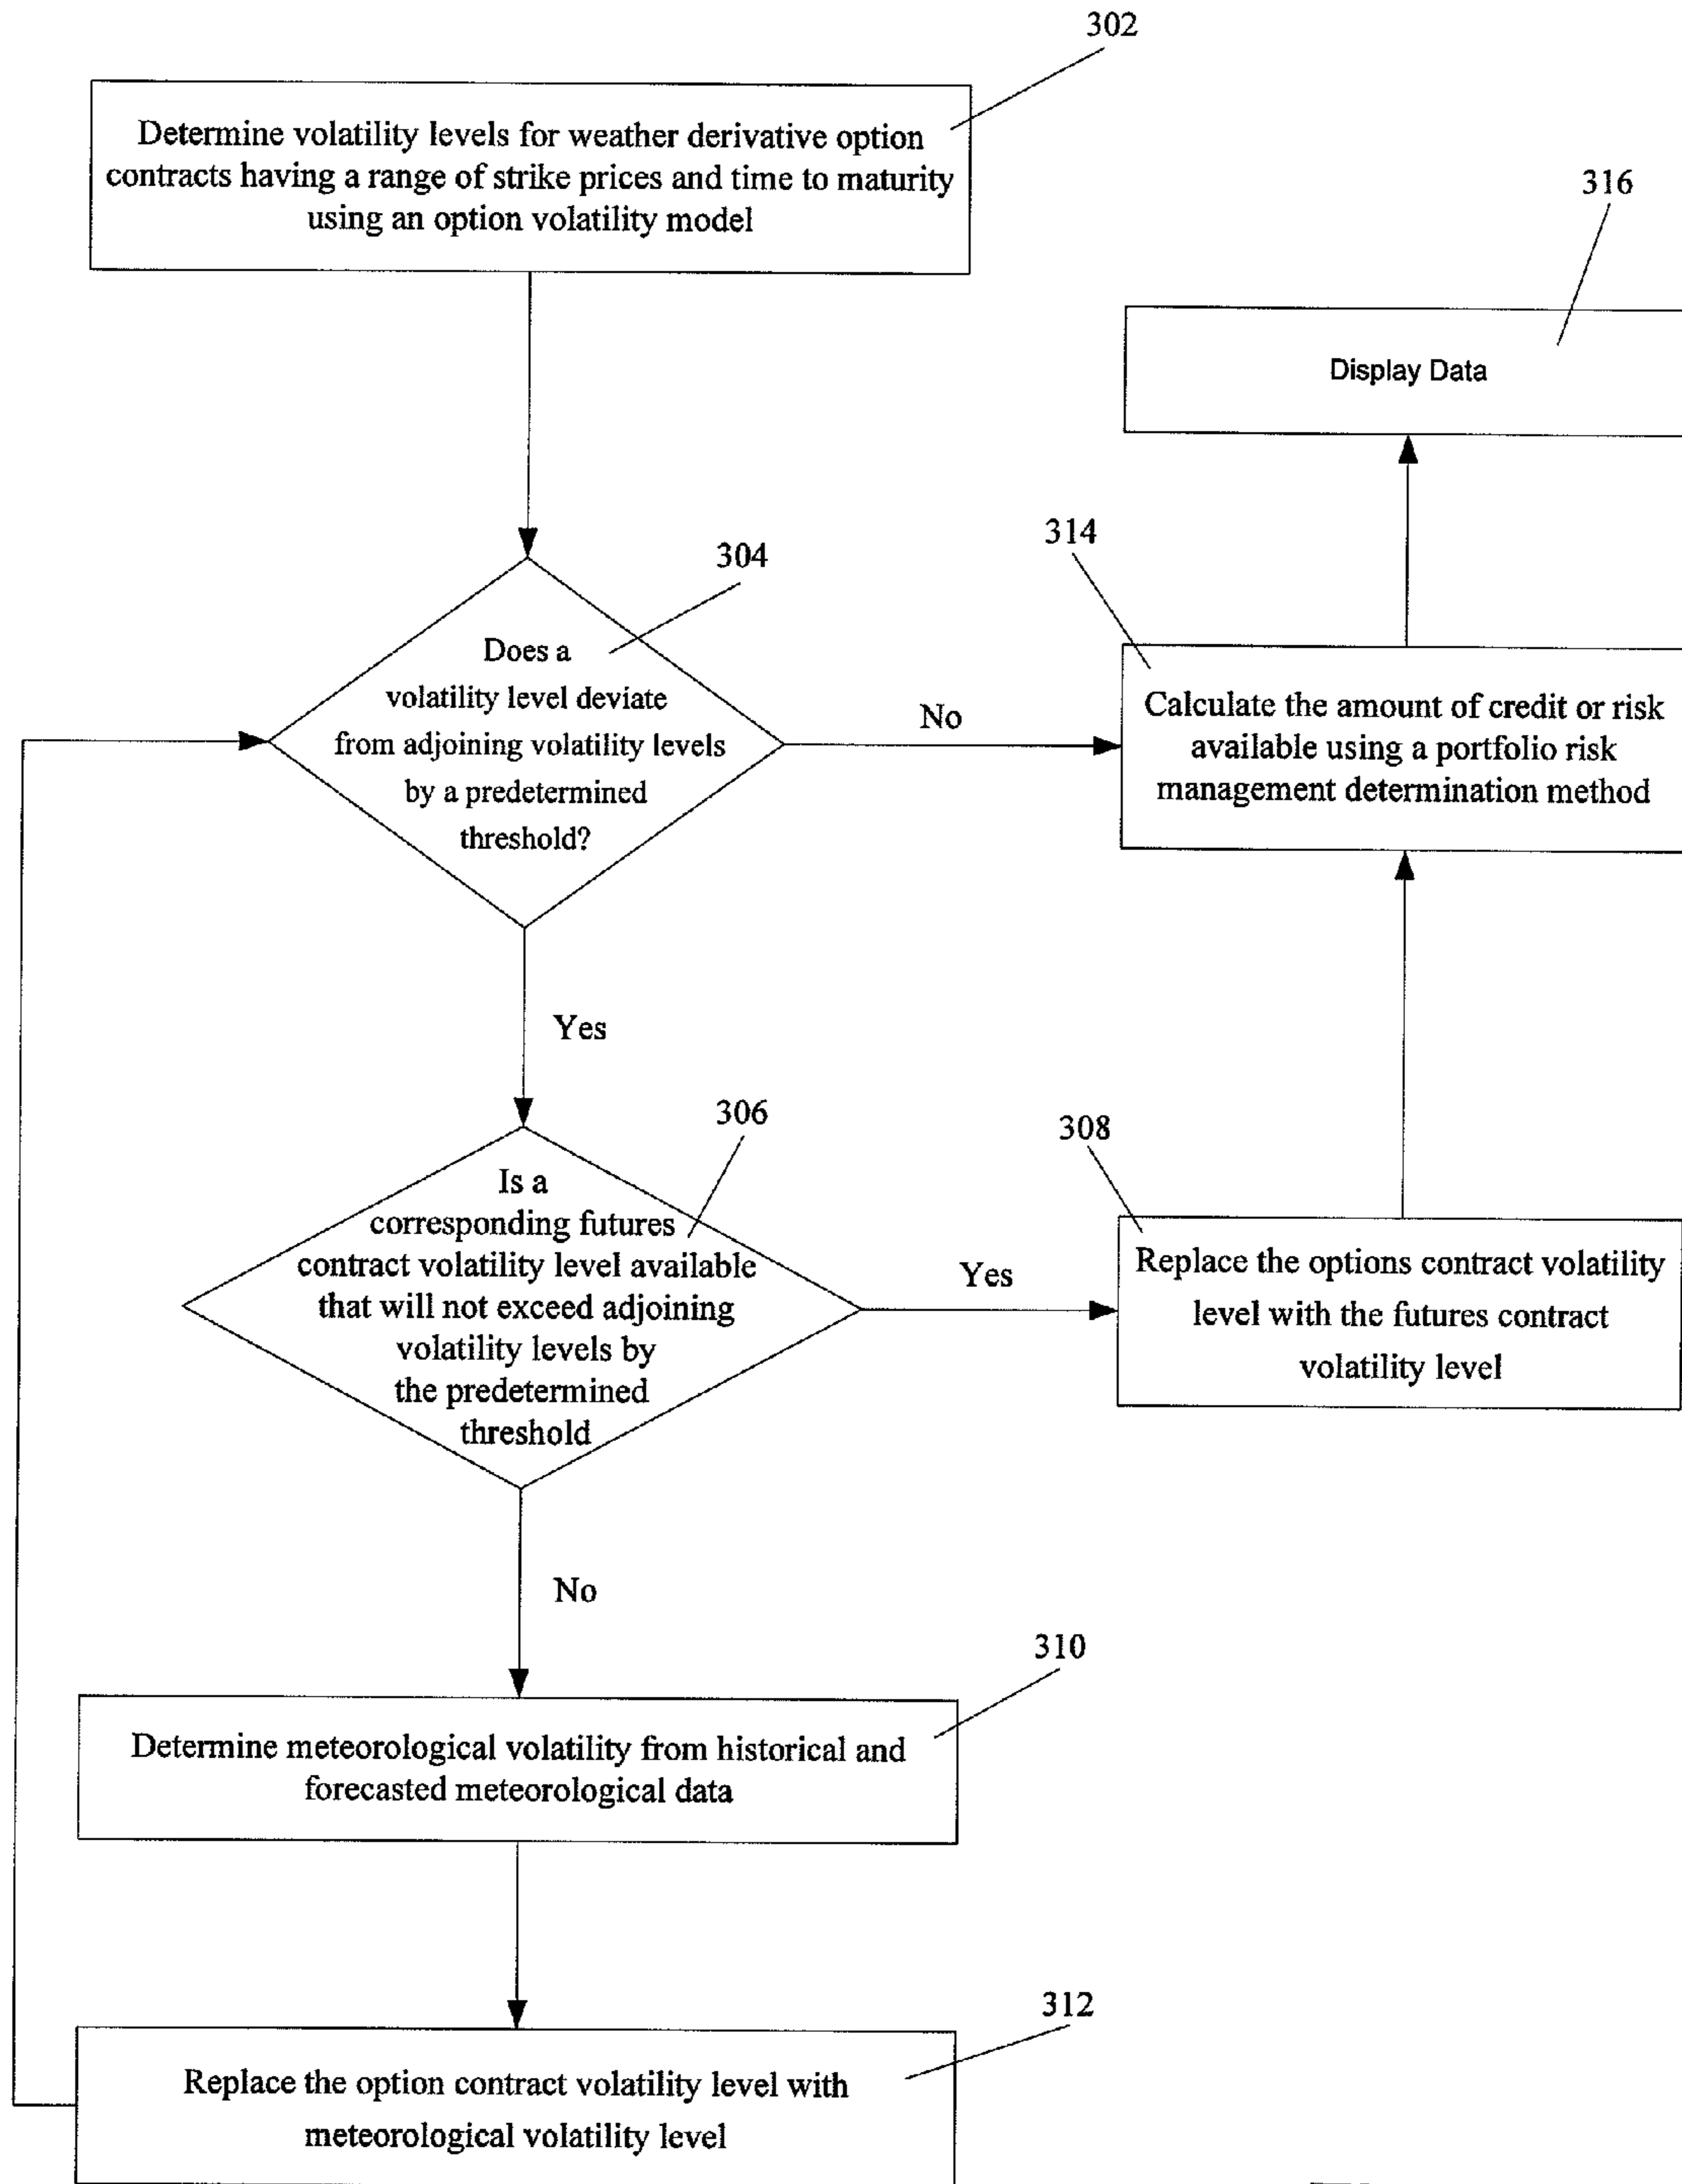 302
Determine volatility levels for weather derivative option
contracts having a range of strike prices and time to maturity
using an option volatility model
316
Display Data
304
Does a
volatility level deviate
from adjoining volatility levels
by a predetermined
threshold?
No
314
Calculate the amount of credit or risk
available using a portfolio risk
management determination method
Yes
306
Is a
corresponding futures
contract volatility level available
that will not exceed adjoining
volatility levels by
the predetermined
threshold
Yes
308
Replace the options contract volatility
level with the futures contract
volatility level
No
310
Determine meteorological volatility from historical and
forecasted meteorological data
312
Replace the option contract volatility level with
meteorological volatility level